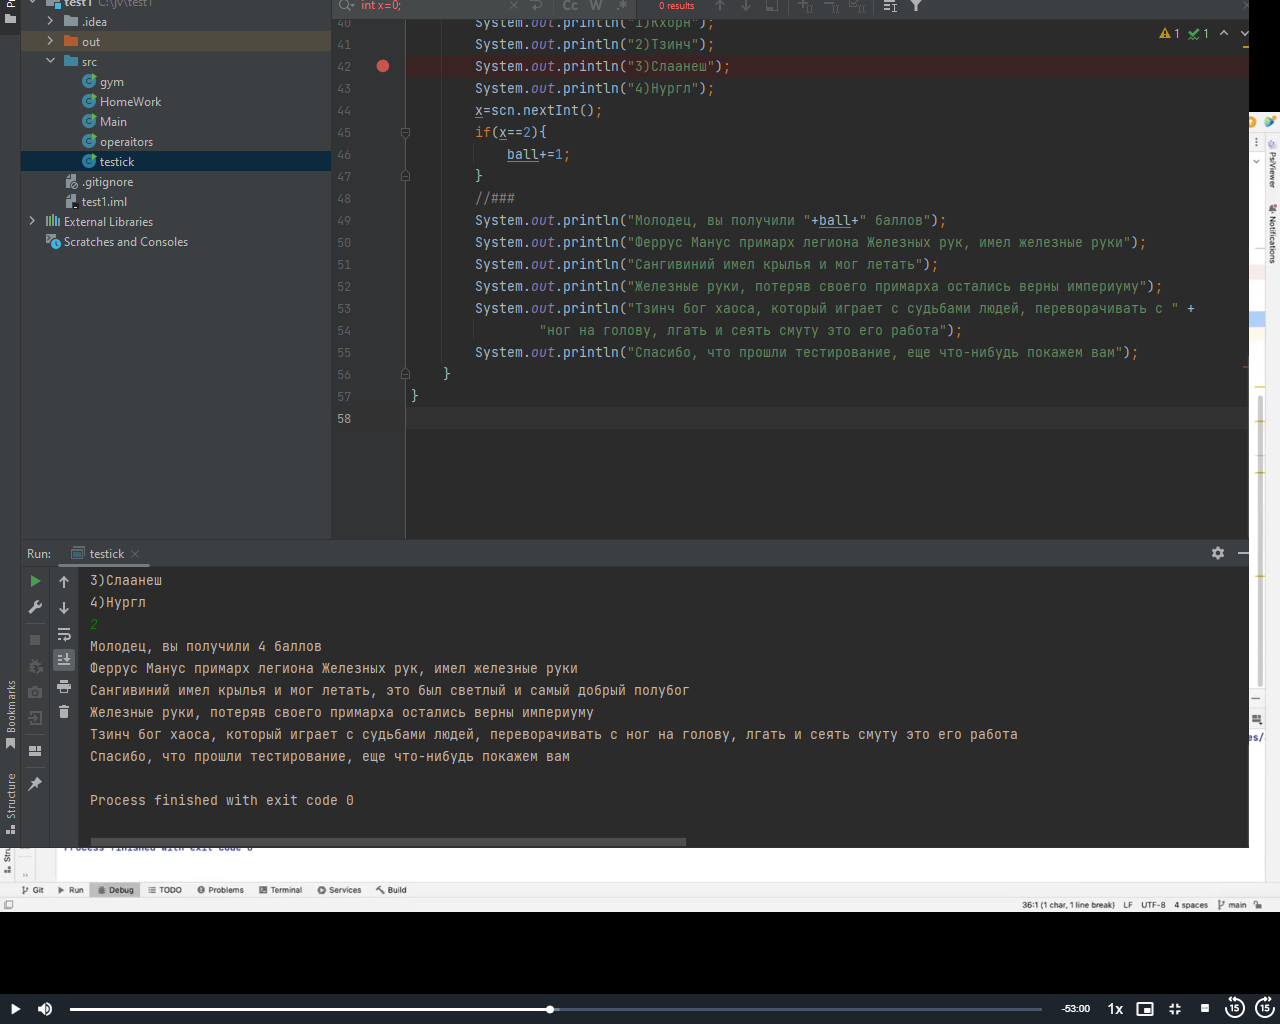 test1 C:\jv\test1
int x=0;
Cc W .*
0 results
.idea
out
src
gym
HomeWork
Main
operaitors
testick
.gitignore
test1.iml
External Libraries
Scratches and Consoles
40 System.out.println("1)Кхорн");
41 System.out.println("2)Тзинч");
42 System.out.println("3)Слаанеш");
43 System.out.println("4)Нургл");
44 x=scn.nextInt();
45 if(x==2){
46 ball+=1;
47 }
48 //###
49 System.out.println("Молодец, вы получили "+ball+" баллов");
50 System.out.println("Феррус Манус примарх легиона Железных рук, имел железные руки");
51 System.out.println("Сангивиний имел крылья и мог летать");
52 System.out.println("Железные руки, потеряв своего примарха остались верны империуму");
53 System.out.println("Тзинч бог хаоса, который играет с судьбами людей, переворачивать с " +
54 "ног на голову, лгать и сеять смуту это его работа");
55 System.out.println("Спасибо, что прошли тестирование, еще что-нибудь покажем вам");
56 }
57 }
58
1 1
PsiViewer
Notifications
Run: testick
3)Слаанеш
4)Нургл
2
Молодец, вы получили 4 баллов
Феррус Манус примарх легиона Железных рук, имел железные руки
Сангивиний имел крылья и мог летать, это был светлый и самый добрый полубог
Железные руки, потеряв своего примарха остались верны империуму
Тзинч бог хаоса, который играет с судьбами людей, переворачивать с ног на голову, лгать и сеять смуту это его работа
Спасибо, что прошли тестирование, еще что-нибудь покажем вам
Process finished with exit code 0
Bookmarks
Structure
es/
Process finished with exit code 0
Git Run Debug TODO Problems Terminal Services Build
36:1 (1 char, 1 line break) LF UTF-8 4 spaces main
-53:00 1x 15 15